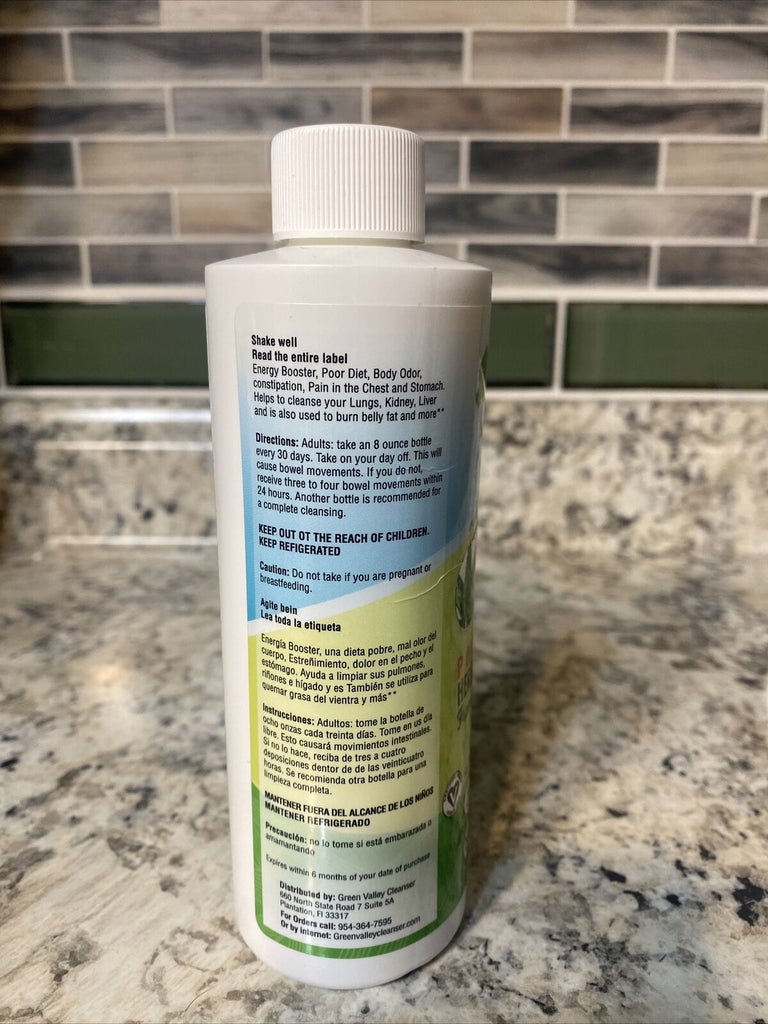 Shake well
Read the entire label
Energy Booster, Poor Diet, Body Odor,
constipation, Pain in the Chest and Stomach.
Helps to cleanse your Lungs, Kidney, Liver
and is also used to burn belly fat and more**
Directions: Adults: take an 8 ounce bottle
every 30 days. Take on your day off. This will
cause bowel movements. If you do not,
receive three to four bowel movements within
24 hours. Another bottle is recommended for
a complete cleansing.
KEEP OUT OT THE REACH OF CHILDREN.
KEEP REFIGERATED
Caution: Do not take if you are pregnant or
breastfeeding.
Agite bein
Lea toda la etiqueta
Energía Booster, una dieta pobre, mal olor del
cuerpo, Estreñimiento, dolor en el pecho y el
estómago. Ayuda a limpiar sus pulmones,
riñones e hígado y es También se utiliza para
quemar grasa del vientra y más**
Instrucciones: Adultos: tome la botella de
ocho onzas cada treinta días. Tome en us día
libre. Esto causará movimientos intestinales.
Si no lo hace, reciba de tres a cuatro
deposiciones dentor de de las veinticuatro
horas. Se recomienda otra botella para una
limpieza completa.
MANTENER FUERA DEL ALCANCE DE LOS NIÑOS
MANTENER REFRIGERADO
Precaución: no lo tome si está embarazada o
amamantando
Expires within 6 months of your date of purchase
Distributed by: Green Valley Cleanser
660 North State Road 7 Suite 5A
Plantation, Fl 33317
For Orders call: 954-364-7595
Or by internet: Greenvalleycleanser.com